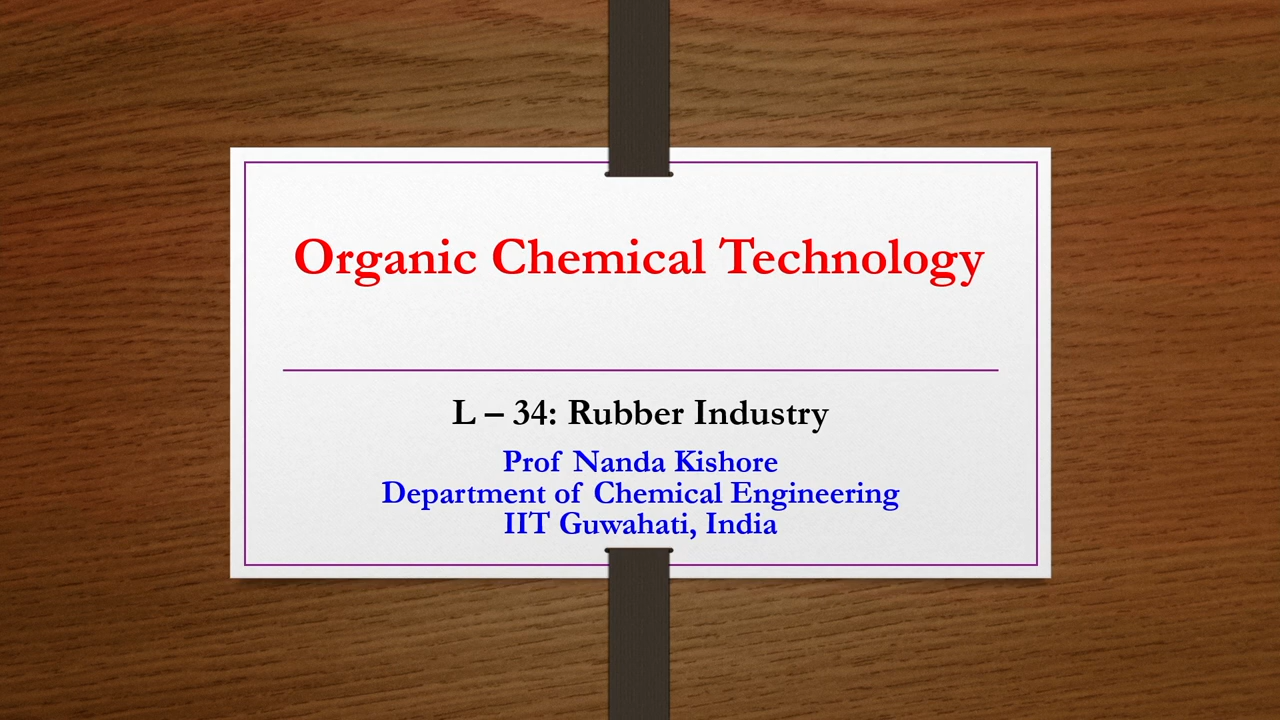 Organic Chemical Technology
L – 34: Rubber Industry
Prof Nanda Kishore
Department of Chemical Engineering
IIT Guwahati, India